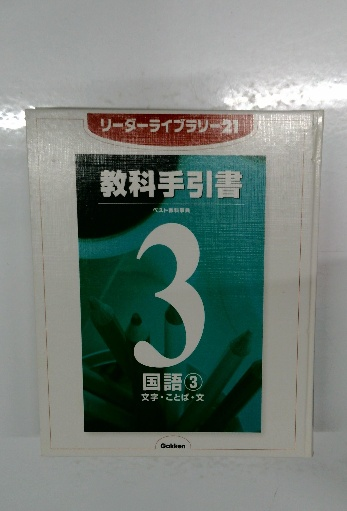 リーダーライブラリー21
教科手引書
ベスト教科事典
3
国語③
文字・ことば・文
Gakken